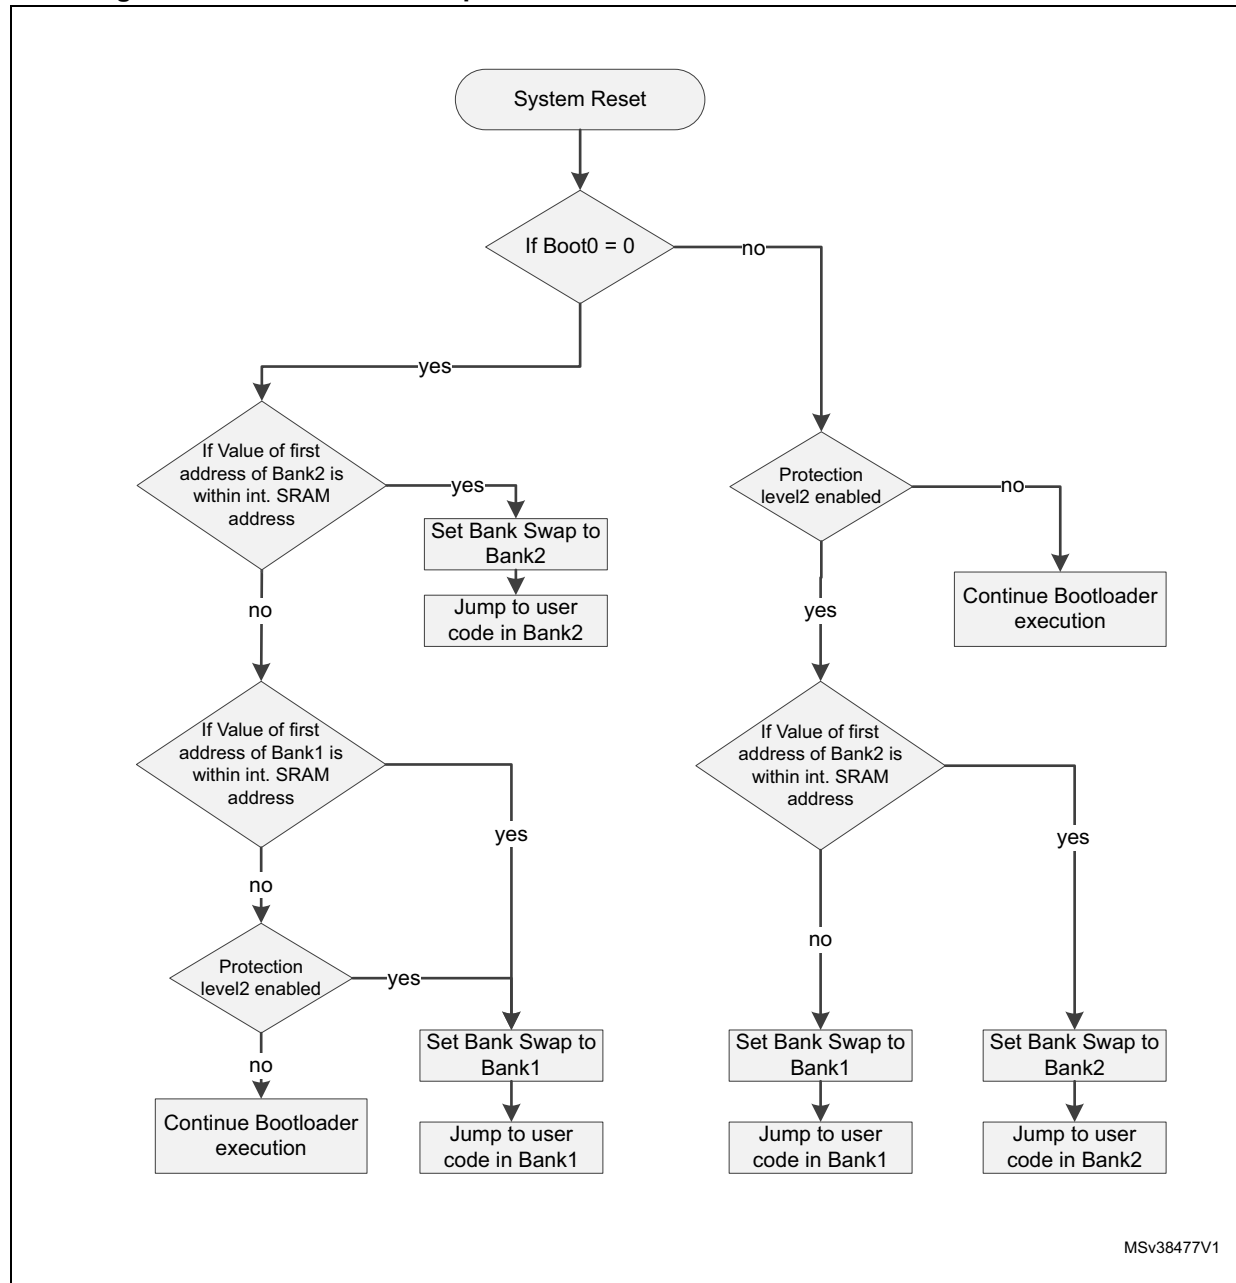 System Reset
If Boot0 = 0
no
yes
If Value of first
address of Bank2 is
within int. SRAM
address
yes
Set Bank Swap to
Bank2
Jump to user
code in Bank2
no
If Value of first
address of Bank1 is
within int. SRAM
address
yes
no
Protection
level2 enabled
yes
no
Continue Bootloader
execution
Set Bank Swap to
Bank1
Jump to user
code in Bank1
Protection
level2 enabled
no
Continue Bootloader
execution
yes
If Value of first
address of Bank2 is
within int. SRAM
address
no
yes
Set Bank Swap to
Bank1
Jump to user
code in Bank1
Set Bank Swap to
Bank2
Jump to user
code in Bank2
MSv38477V1